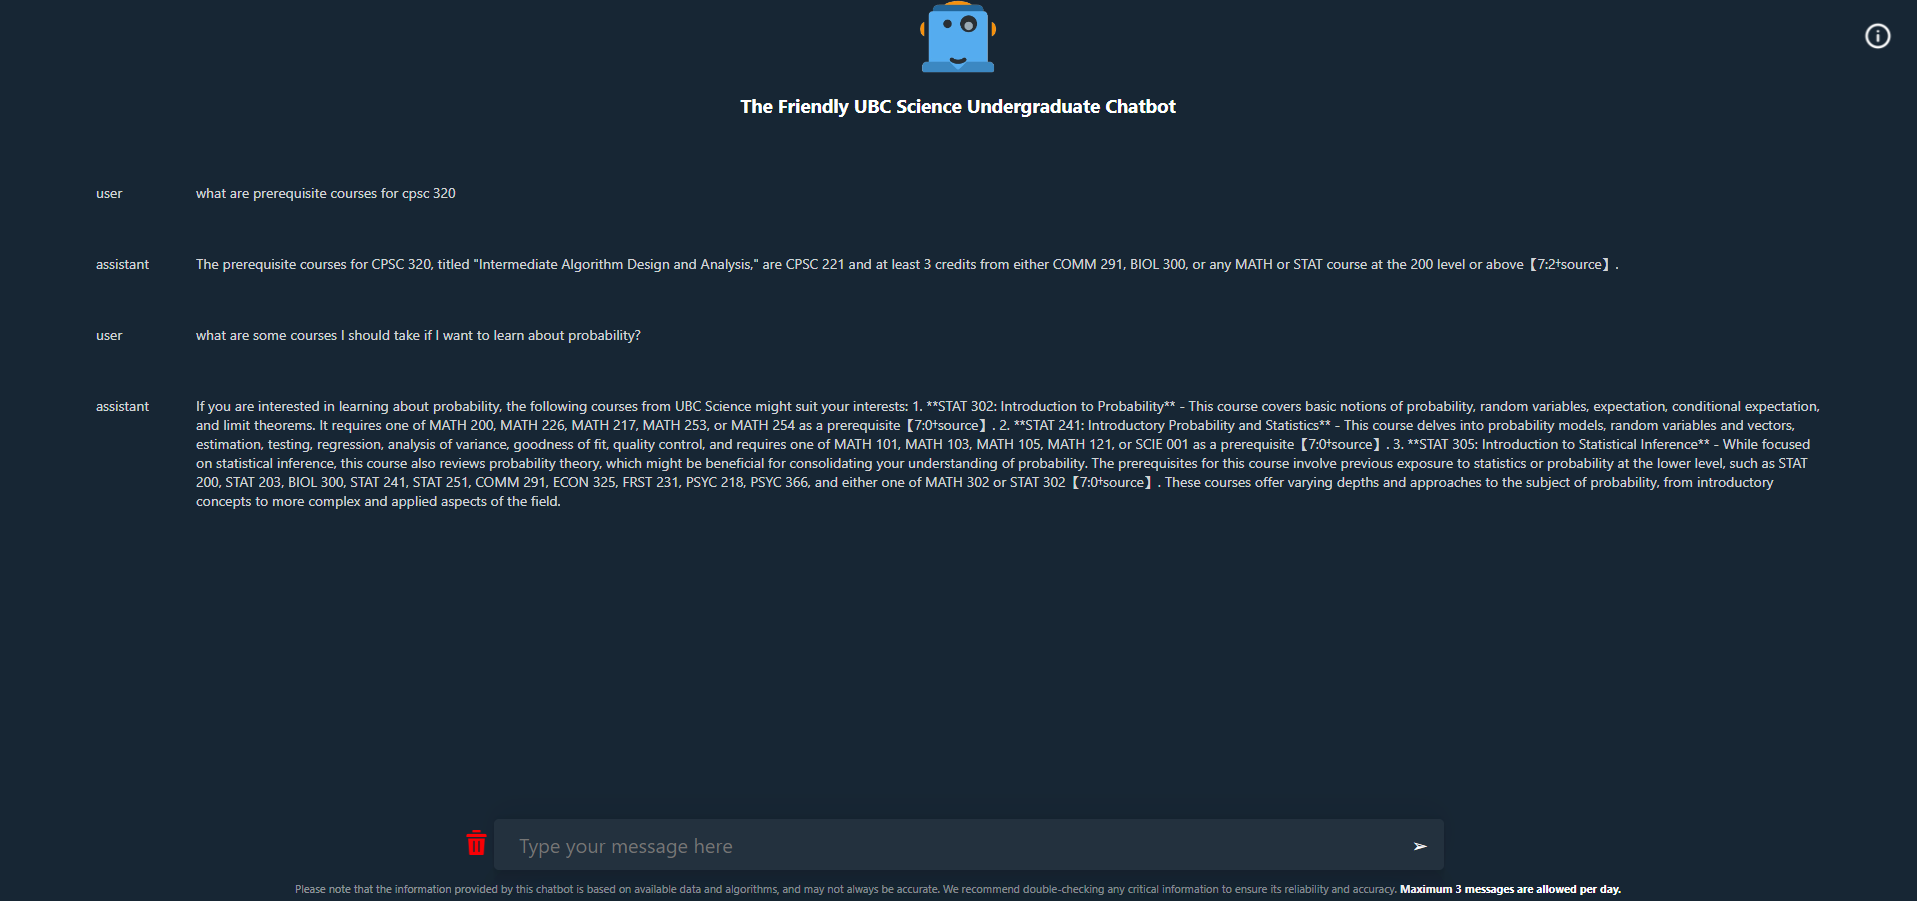 The Friendly UBC Science Undergraduate Chatbot
user
what are prerequisite courses for cpsc 320
assistant
The prerequisite courses for CPSC 320, titled "Intermediate Algorithm Design and Analysis," are CPSC 221 and at least 3 credits from either COMM 291, BIOL 300, or any MATH or STAT course at the 200 level or above【7:2†source】.
user
what are some courses I should take if I want to learn about probability?
assistant
If you are interested in learning about probability, the following courses from UBC Science might suit your interests: 1. **STAT 302: Introduction to Probability** - This course covers basic notions of probability, random variables, expectation, conditional expectation,
and limit theorems. It requires one of MATH 200, MATH 226, MATH 217, MATH 253, or MATH 254 as a prerequisite【7:0†source】. 2. **STAT 241: Introductory Probability and Statistics** - This course delves into probability models, random variables and vectors,
estimation, testing, regression, analysis of variance, goodness of fit, quality control, and requires one of MATH 101, MATH 103, MATH 105, MATH 121, or SCIE 001 as a prerequisite【7:0†source】. 3. **STAT 305: Introduction to Statistical Inference** - While focused
on statistical inference, this course also reviews probability theory, which might be beneficial for consolidating your understanding of probability. The prerequisites for this course involve previous exposure to statistics or probability at the lower level, such as STAT
200, STAT 203, BIOL 300, STAT 241, STAT 251, COMM 291, ECON 325, FRST 231, PSYC 218, PSYC 366, and either one of MATH 302 or STAT 302【7:0†source】. These courses offer varying depths and approaches to the subject of probability, from introductory
concepts to more complex and applied aspects of the field.
Type your message here
Please note that the information provided by this chatbot is based on available data and algorithms, and may not always be accurate. We recommend double-checking any critical information to ensure its reliability and accuracy. Maximum 3 messages are allowed per day.